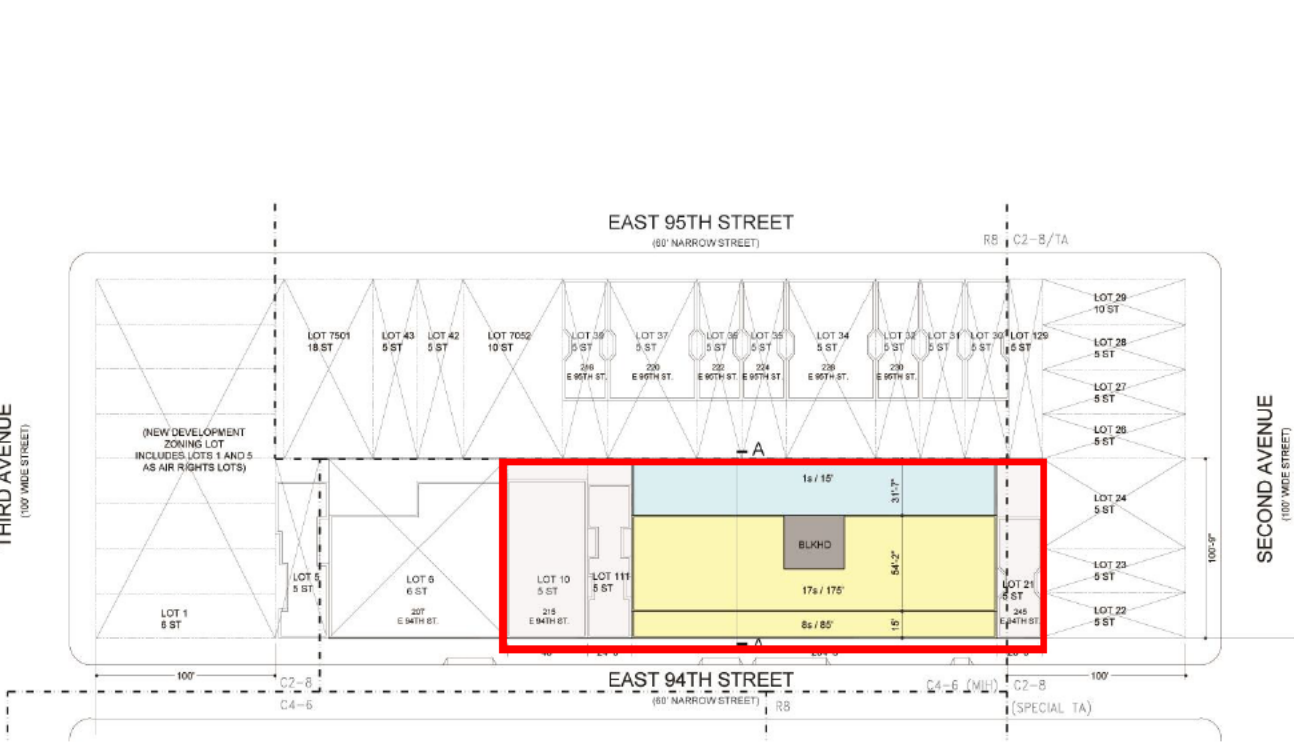 EAST 95TH STREET
(60' NARROW STREET)
R8
C2-8/TA
LOT 7501
18 ST
LOT 43
5 ST
LOT 42
5 ST
LOT 7052
10 ST
5 ST
E 95TH ST.
LOT 37
5 ST
220
E 95TH ST.
5 ST
222
E 95TH ST.
LOT 35
5 ST
224
E 95TH ST.
LOT 34
5 ST
228
E 95TH ST.
LOT 32
5 ST
230
E 95TH ST.
LOT 31
5 ST
LOT 30
5 ST
LOT 129
5 ST
LOT 29
10 ST
LOT 28
5 ST
LOT 27
5 ST
LOT 26
5 ST
LOT 24
5 ST
LOT 23
5 ST
LOT 22
5 ST
THIRD AVENUE
(100' WIDE STREET)
(NEW DEVELOPMENT
ZONING LOT
INCLUDES LOTS 1 AND 5
AS AIR RIGHTS LOTS)
LOT 1
6 ST
LOT 5
5 ST
LOT 6
6 ST
207
E 94TH ST.
LOT 10
5 ST
215
E 94TH ST.
LOT 111
5 ST
A
1s / 15'
31'-7"
BLKHD
54'-2"
17s / 175'
8s / 85'
15'
A
LOT 21
5 ST
245
E 94TH ST.
100'-9"
SECOND AVENUE
(100' WIDE STREET)
100'
C2-8
C4-6
EAST 94TH STREET
(60' NARROW STREET)
R8
C4-6 (MIH)
C2-8
(SPECIAL TA)
100'